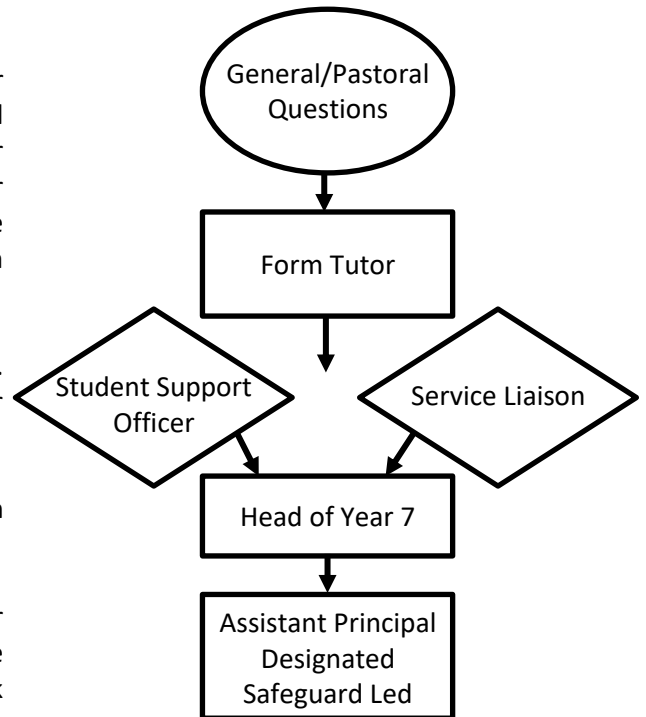 General/Pastoral
Questions
Form Tutor
Student Support
Officer
Service Liaison
Head of Year 7
Assistant Principal
Designated
Safeguard Led